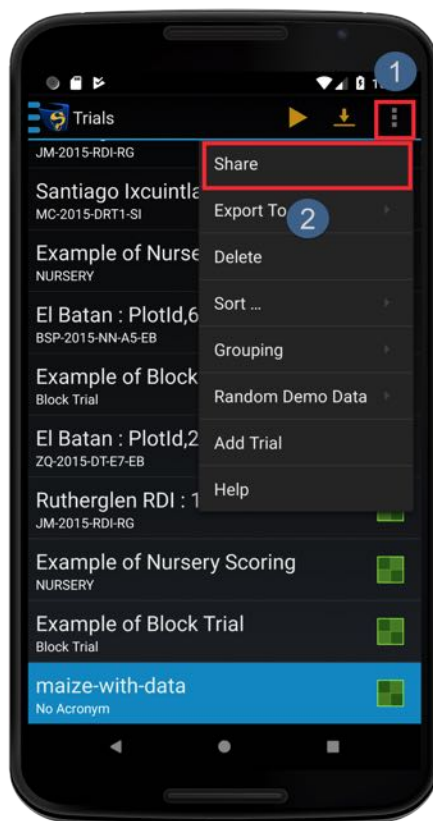 1
Trials
JM-2015-RDI-RG
Share
Santiago Ixcuintla
MC-2015-DRT1-SI
Export To
2
Example of Nurse
NURSERY
Delete
El Batan : PlotId,6
BSP-2015-NN-A5-EB
Sort ...
Grouping
Example of Block
Block Trial
Random Demo Data
El Batan : PlotId,2
ZQ-2015-DT-E7-EB
Add Trial
Rutherglen RDI : 1
JM-2015-RDI-RG
Help
Example of Nursery Scoring
NURSERY
Example of Block Trial
Block Trial
maize-with-data
No Acronym